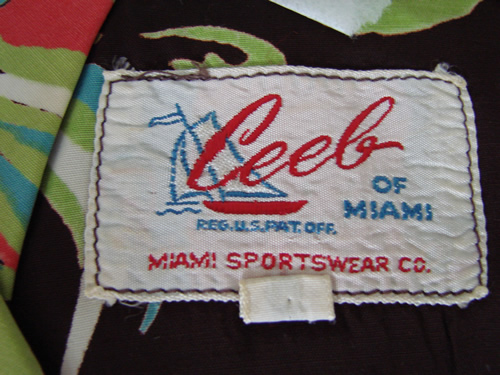 Ceeb
OF
MIAMI
REG. U.S. PAT. OFF.
MIAMI SPORTSWEAR CO.